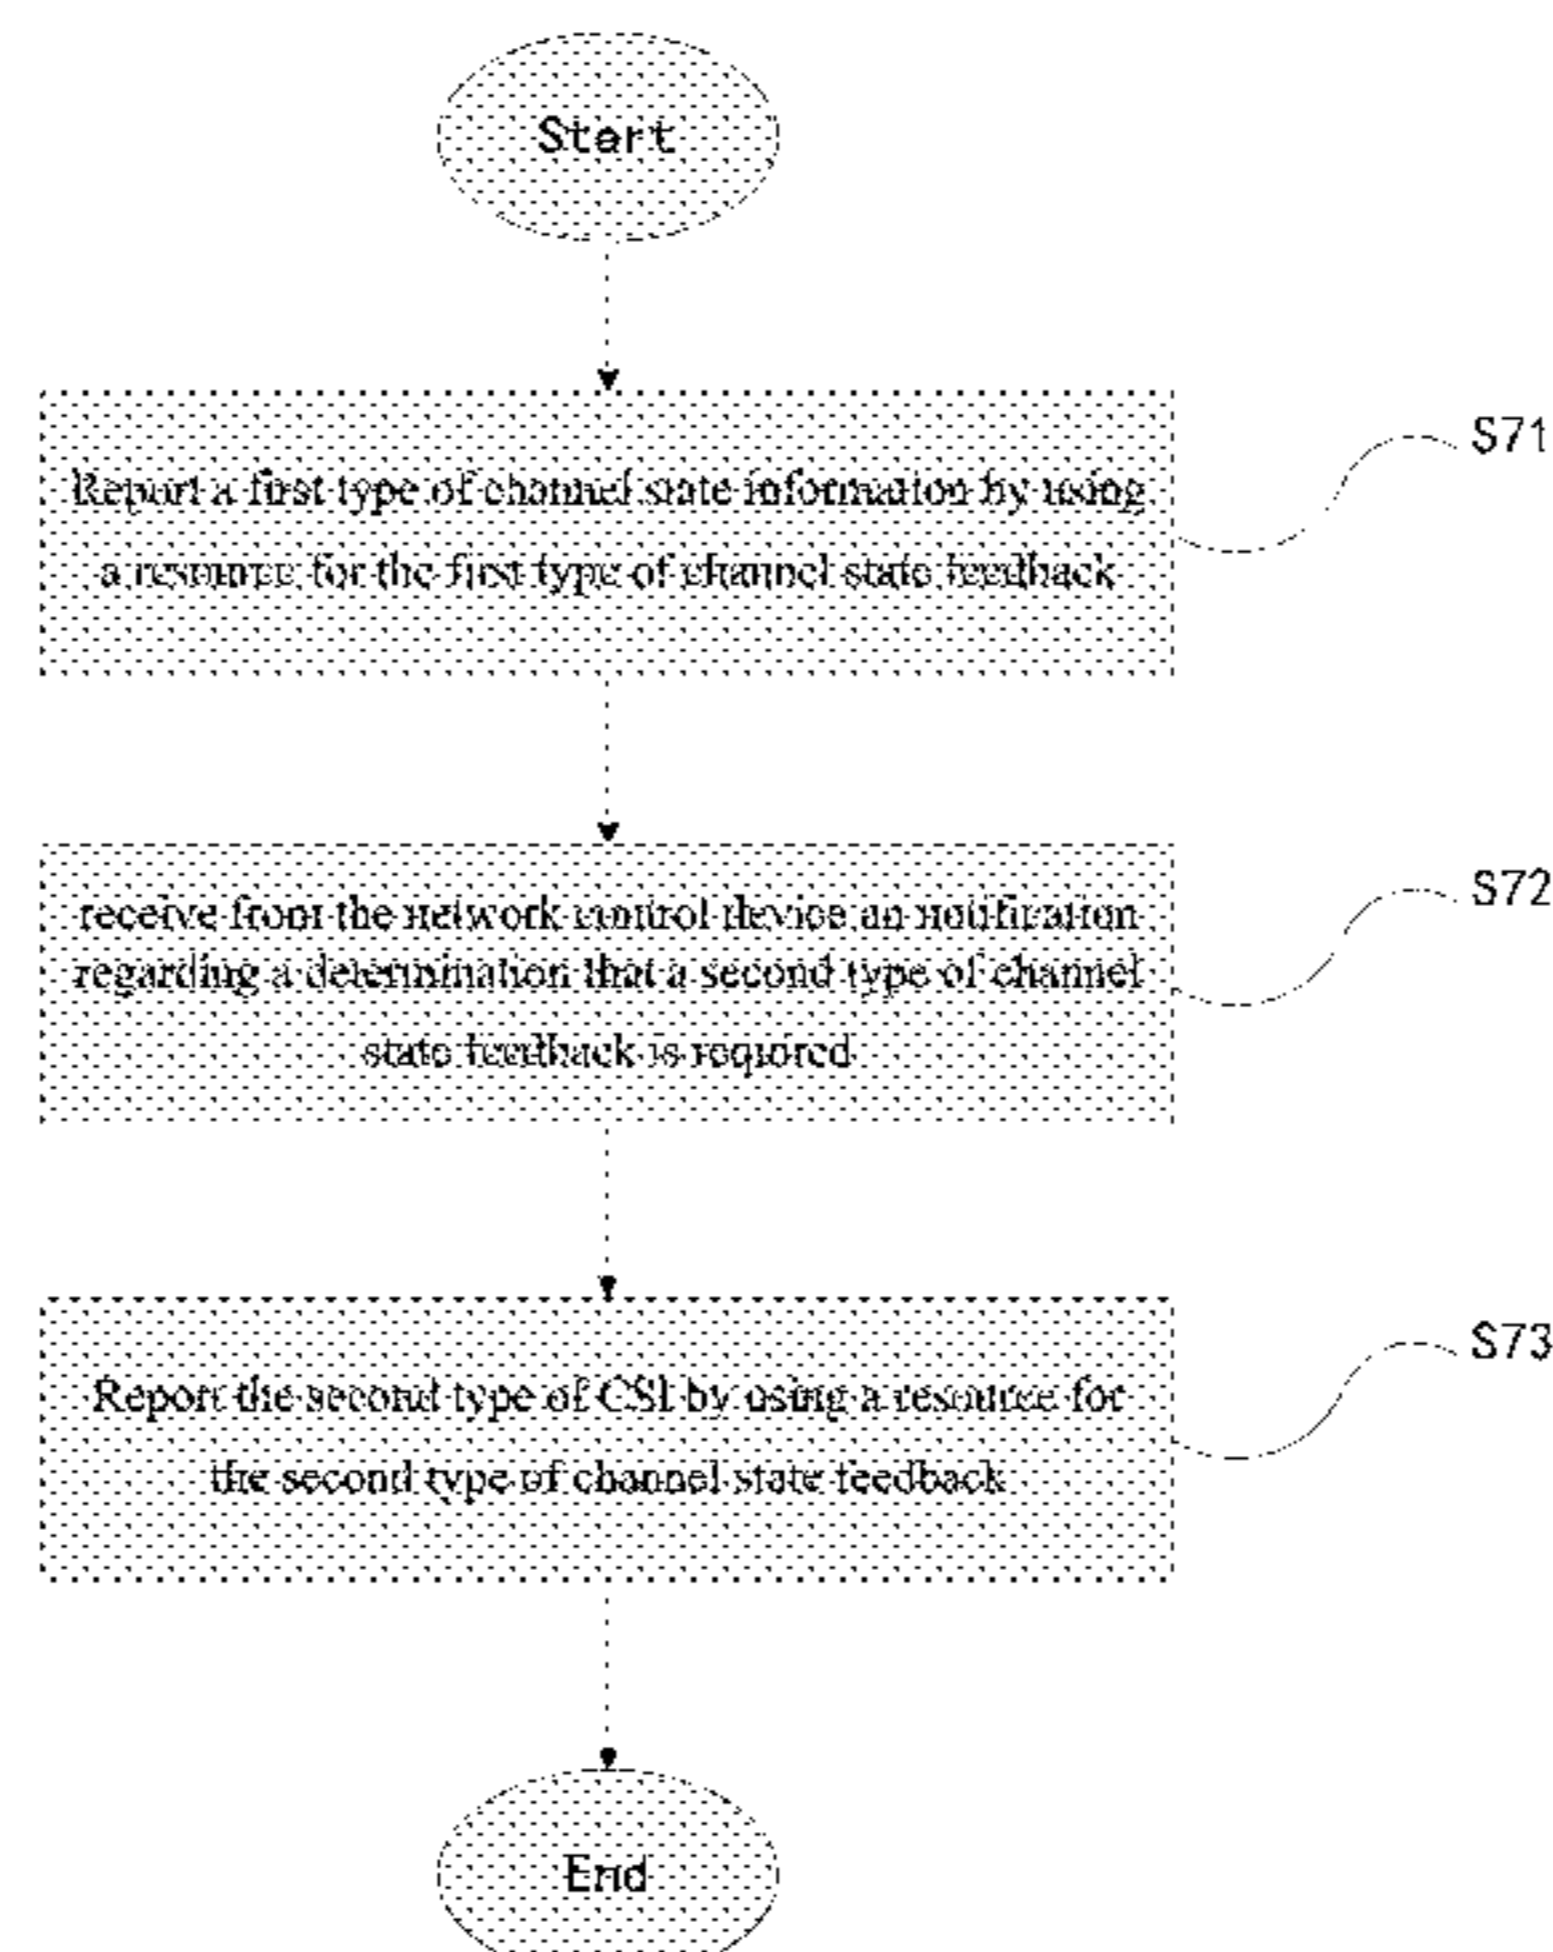 Start
S71
Report a first type of channel state information by using
a resource for the first type of channel state feedback
S72
receive from the network control device an notification
regarding a determination that a second type of channel
state feedback is required
S73
Report the second type of CSI by using a resource for
the second type of channel state feedback
End